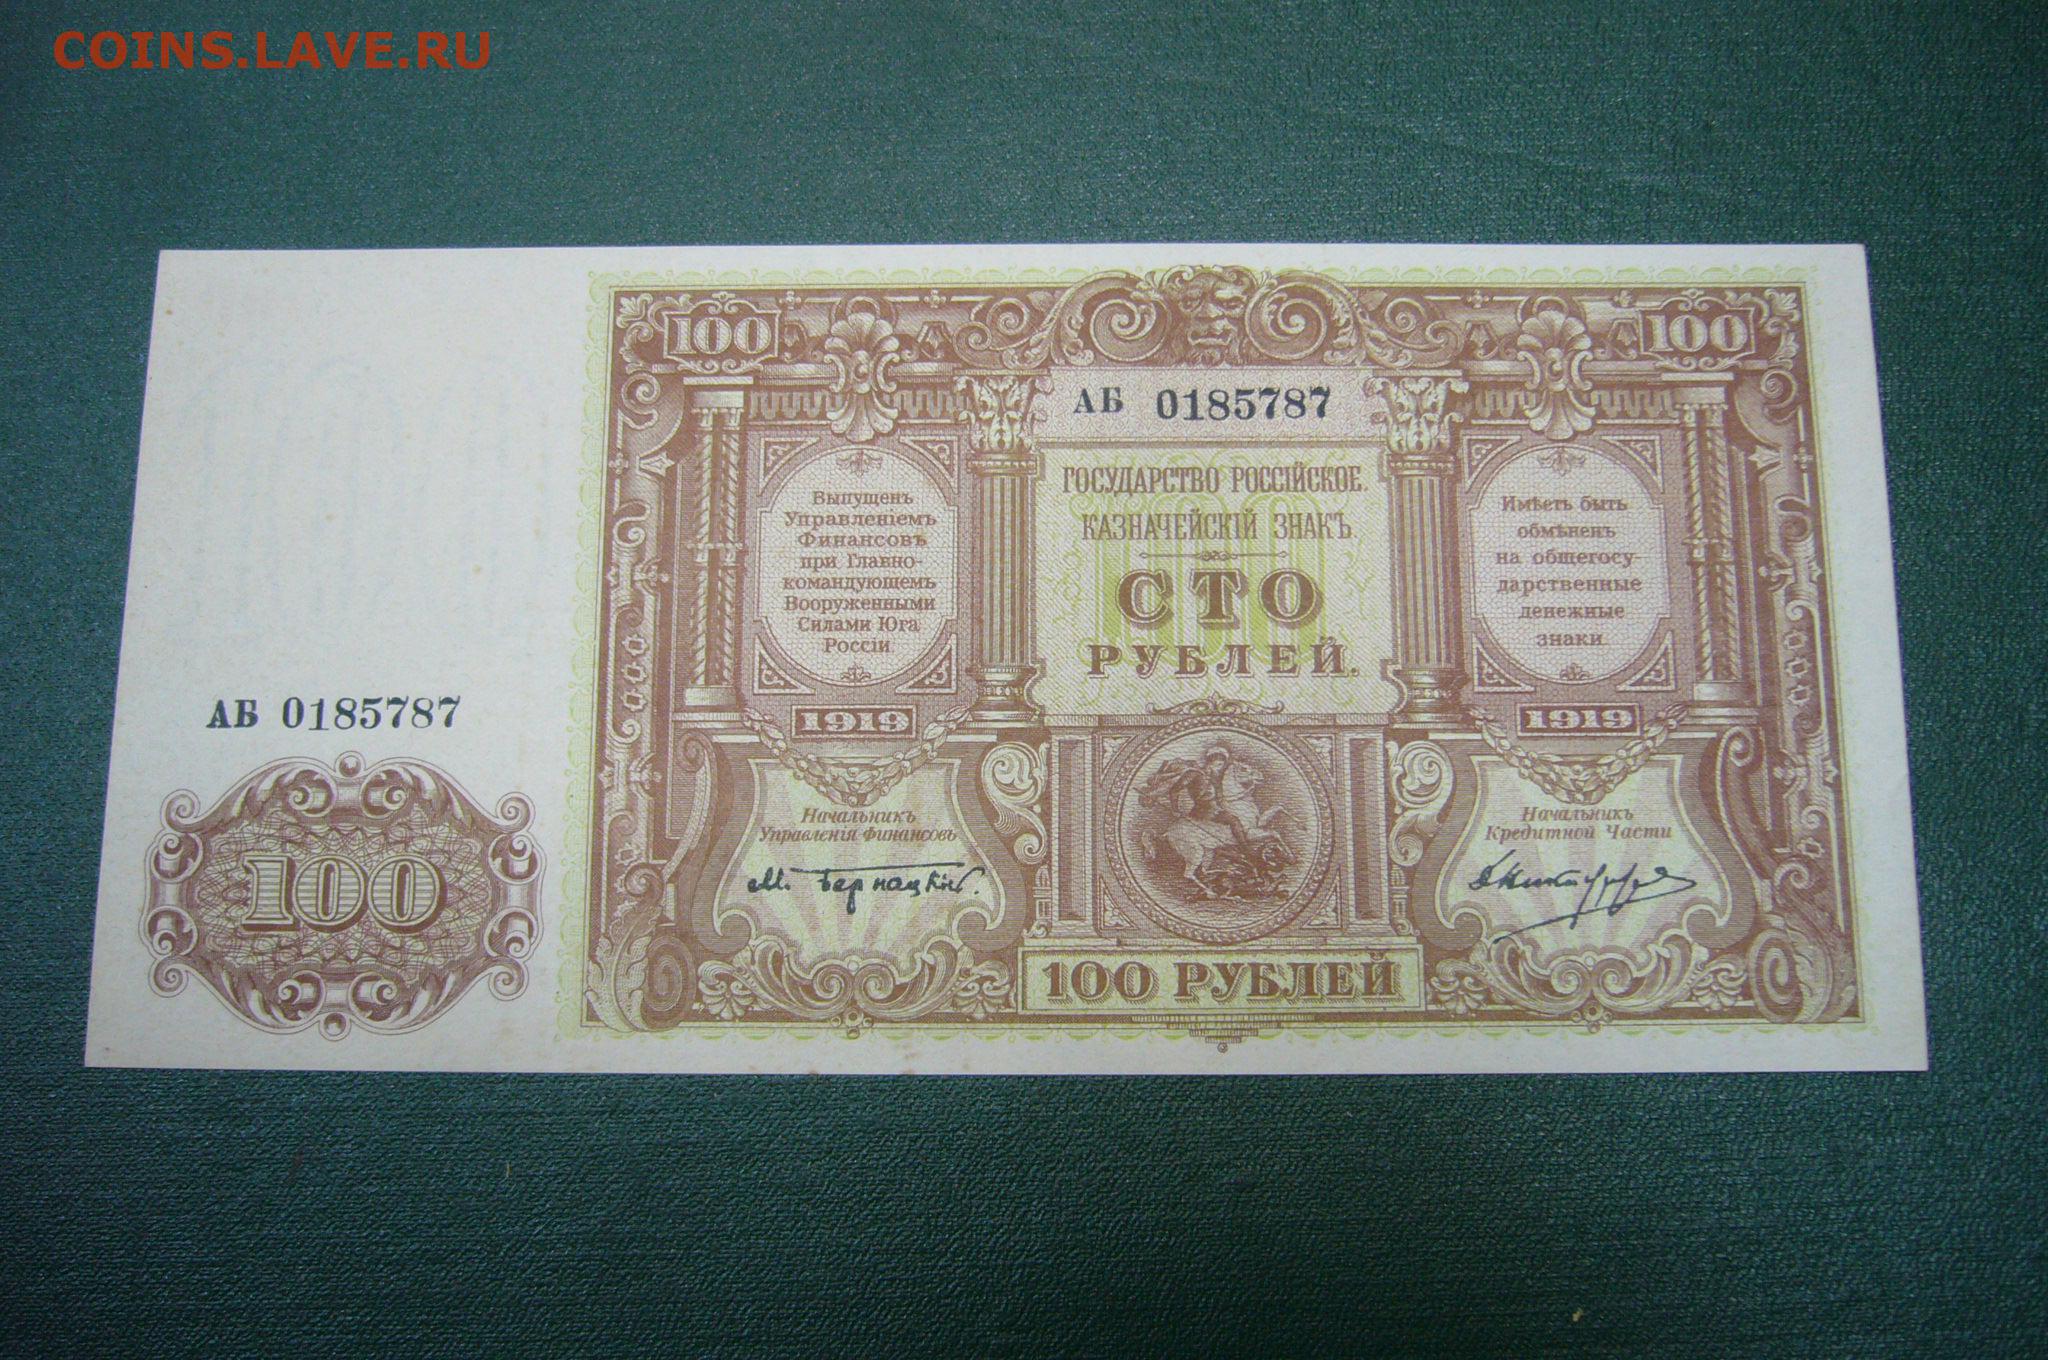 COINS.LAVE.RU
100
100
АБ 0185787
ГОСУДАРСТВО РОССІЙСКОЕ.
КАЗНАЧЕЙСКІЙ ЗНАКЪ
СТО
РУБЛЕЙ.
Выпущенъ
Управленіемъ
Финансовъ
при Главно-
командующемъ
Вооруженными
Силами Юга
Россіи.
1919
Имѣетъ быть
обмѣненъ
на общегосу-
дарственные
денежные
знаки.
1919
АБ 0185787
100
Начальникъ
Управленія Финансовъ
М. Бернацкій.
Начальникъ
Кредитной Части
100 РУБЛЕЙ